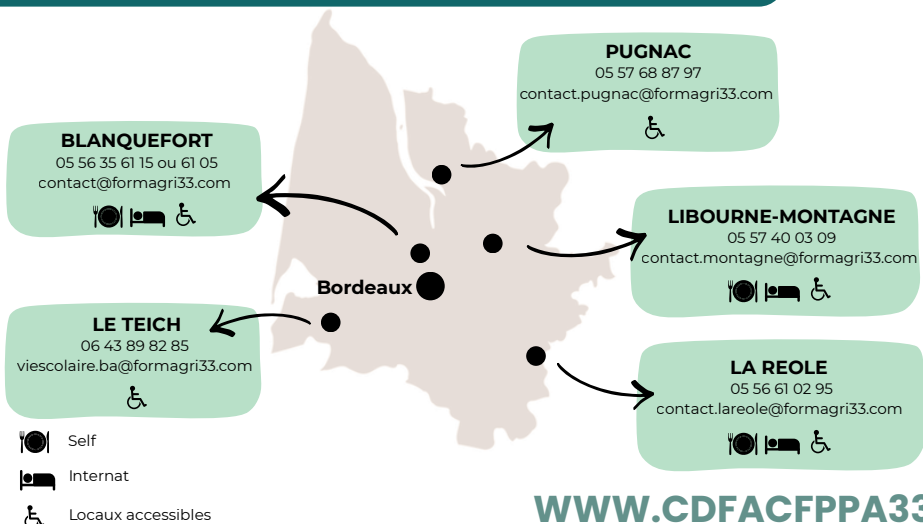 PUGNAC
05 57 68 87 97
contact.pugnac@formagri33.com
BLANQUEFORT
05 56 35 61 15 ou 61 05
contact@formagri33.com
LIBOURNE-MONTAGNE
05 57 40 03 09
contact.montagne@formagri33.com
Bordeaux
LE TEICH
06 43 89 82 85
viescolaire.ba@formagri33.com
LA REOLE
05 56 61 02 95
contact.lareole@formagri33.com
Self
Internat
Locaux accessibles
WWW.CDFACFPPA33